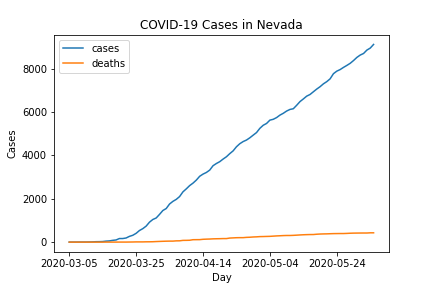 COVID-19 Cases in Nevada
cases
deaths
8000
6000
4000
2000
0
Cases
2020-03-05 2020-03-25 2020-04-14 2020-05-04 2020-05-24
Day